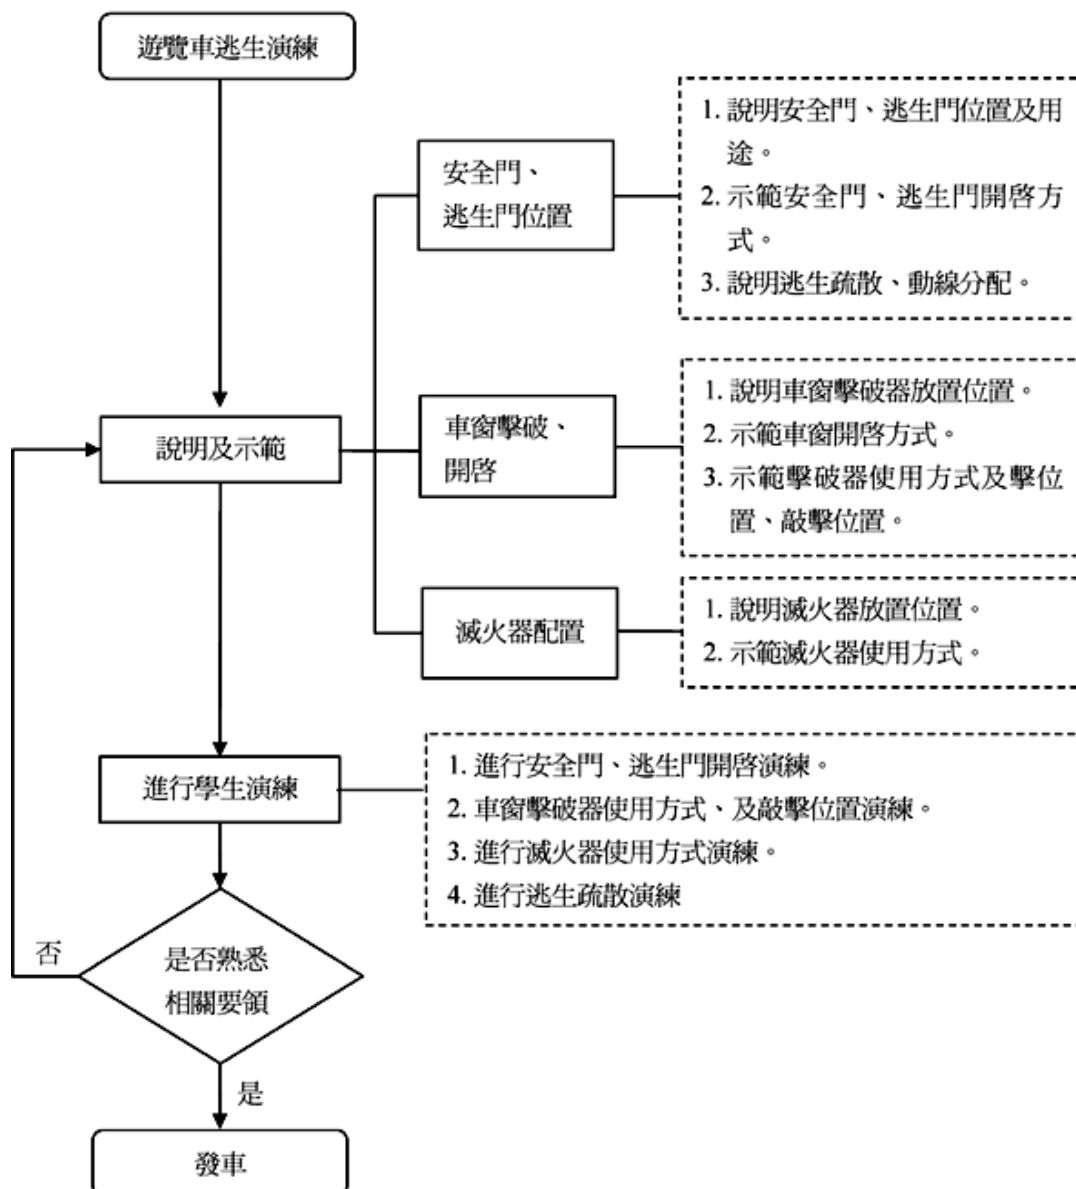 遊覽車逃生演練
安全門、
逃生門位置
1. 說明安全門、逃生門位置及用
途。
2. 示範安全門、逃生門開啓方
式。
3. 說明逃生疏散、動線分配。
說明及示範
車窗擊破、
開啓
1. 說明車窗擊破器放置位置。
2. 示範車窗開啓方式。
3. 示範擊破器使用方式及擊位
置、敲擊位置。
滅火器配置
1. 說明滅火器放置位置。
2. 示範滅火器使用方式。
進行學生演練
1. 進行安全門、逃生門開啓演練。
2. 車窗擊破器使用方式、及敲擊位置演練。
3. 進行滅火器使用方式演練。
4. 進行逃生疏散演練
否
是否熟悉
相關要領
是
發車